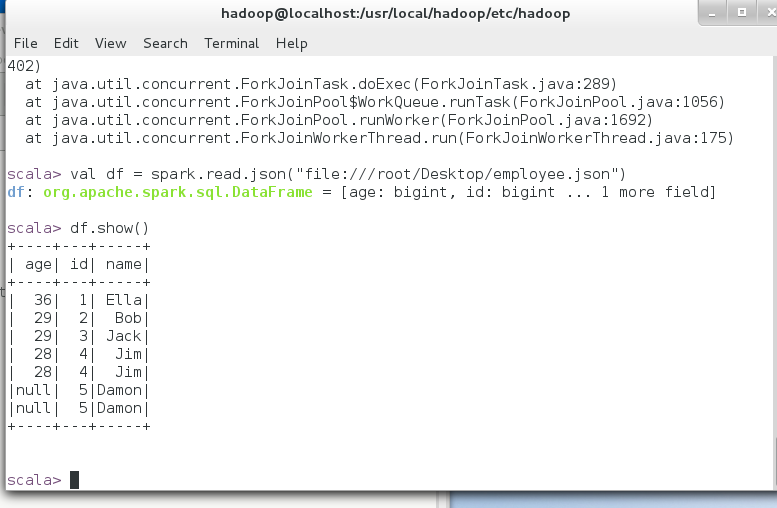 hadoop@localhost:/usr/local/hadoop/etc/hadoop
File Edit View Search Terminal Help
402)
  at java.util.concurrent.ForkJoinTask.doExec(ForkJoinTask.java:289)
  at java.util.concurrent.ForkJoinPool$WorkQueue.runTask(ForkJoinPool.java:1056)
  at java.util.concurrent.ForkJoinPool.runWorker(ForkJoinPool.java:1692)
  at java.util.concurrent.ForkJoinWorkerThread.run(ForkJoinWorkerThread.java:175)
scala> val df = spark.read.json("file:///root/Desktop/employee.json")
df: org.apache.spark.sql.DataFrame = [age: bigint, id: bigint ... 1 more field]
scala> df.show()
+----+---+-----+
| age| id| name|
+----+---+-----+
|  36|  1| Ella|
|  29|  2|  Bob|
|  29|  3| Jack|
|  28|  4|  Jim|
|  28|  4|  Jim|
|null|  5|Damon|
|null|  5|Damon|
+----+---+-----+
scala>